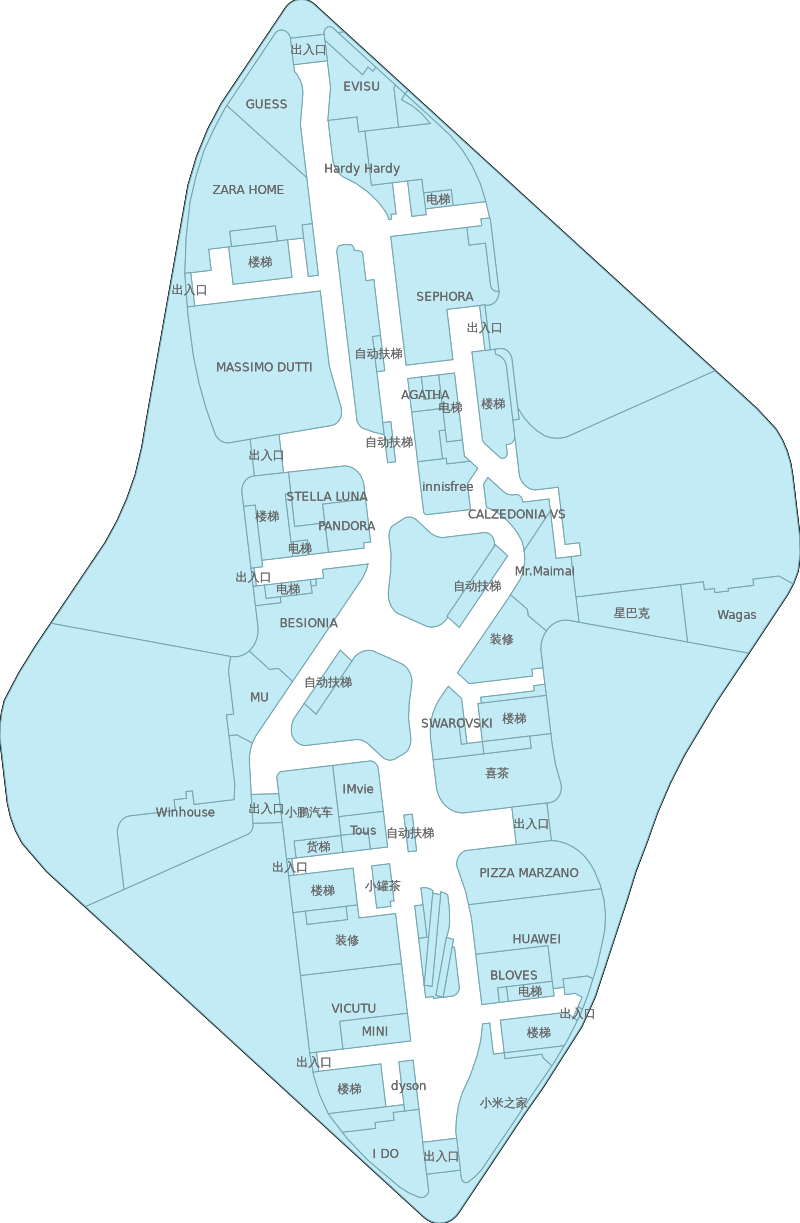 出入口
EVISU
GUESS
Hardy Hardy
ZARA HOME
电梯
楼梯
出入口
SEPHORA
出入口
自动扶梯
MASSIMO DUTTI
AGATHA
电梯
楼梯
自动扶梯
出入口
innisfree
STELLA LUNA
CALZEDONIA VS
楼梯
PANDORA
电梯
Mr.Maimai
出入口
自动扶梯
电梯
星巴克
Wagas
BESIONIA
装修
自动扶梯
MU
SWAROVSKI
楼梯
喜茶
IMvie
出入口
小鹏汽车
Winhouse
出入口
Tous
自动扶梯
货梯
出入口
PIZZA MARZANO
小罐茶
楼梯
装修
HUAWEI
BLOVES
电梯
VICUTU
出入口
MINI
楼梯
出入口
dyson
楼梯
小米之家
I DO
出入口